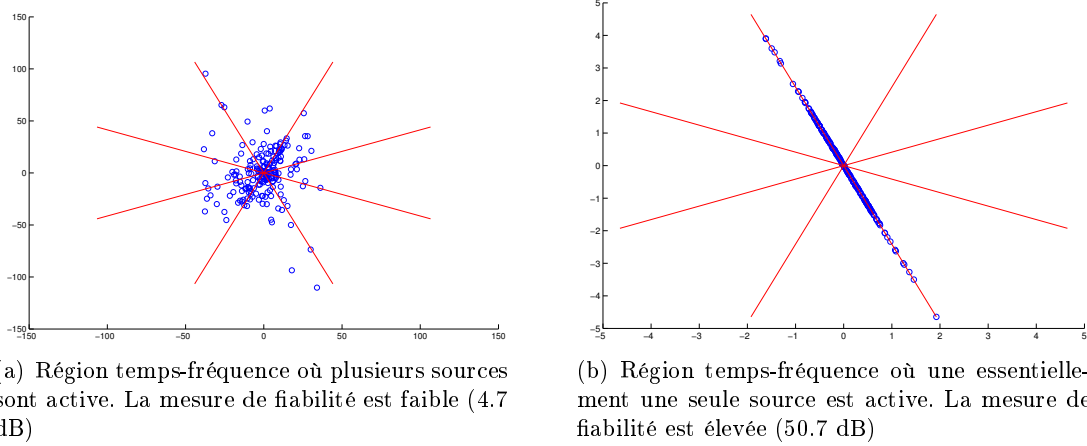 150
100
50
0
−50
−100
−150
−150 −100 −50 0 50 100 150
5
4
3
2
1
0
−1
−2
−3
−4
−5
−5 −4 −3 −2 −1 0 1 2 3 4 5
a) Région temps-fréquence où plusieurs sources
sont active. La mesure de fiabilité est faible (4.7
dB)
(b) Région temps-fréquence où une essentielle-
ment une seule source est active. La mesure de
fiabilité est élevée (50.7 dB)